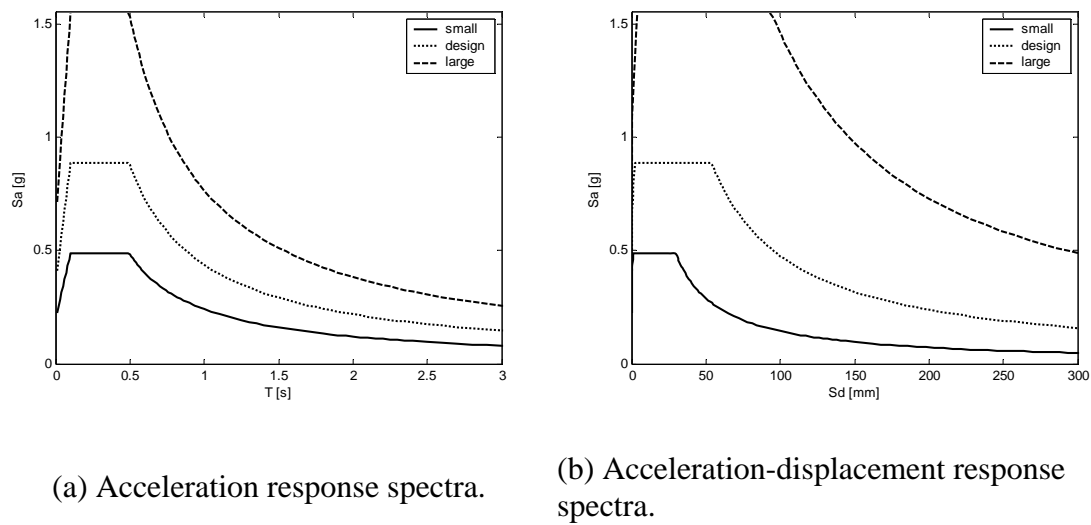 1.5
1
0.5
0
Sa [g]
small
design
large
0 0.5 1 1.5 2 2.5 3
T [s]
1.5
1
0.5
0
Sa [g]
small
design
large
0 50 100 150 200 250 300
Sd [mm]
(a) Acceleration response spectra.
(b) Acceleration-displacement response
spectra.